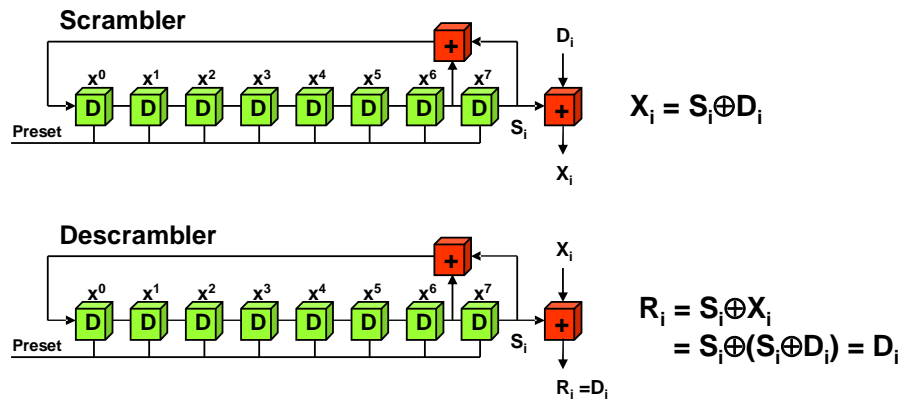 Scrambler
+
Dᵢ
x⁰ x¹ x² x³ x⁴ x⁵ x⁶ x⁷
D D D D D D D D +
Xᵢ = Sᵢ⊕Dᵢ
Preset
Sᵢ
Xᵢ
Descrambler
+
Xᵢ
x⁰ x¹ x² x³ x⁴ x⁵ x⁶ x⁷
D D D D D D D D +
Rᵢ = Sᵢ⊕Xᵢ
= Sᵢ⊕(Sᵢ⊕Dᵢ) = Dᵢ
Preset
Sᵢ
Rᵢ =Dᵢ